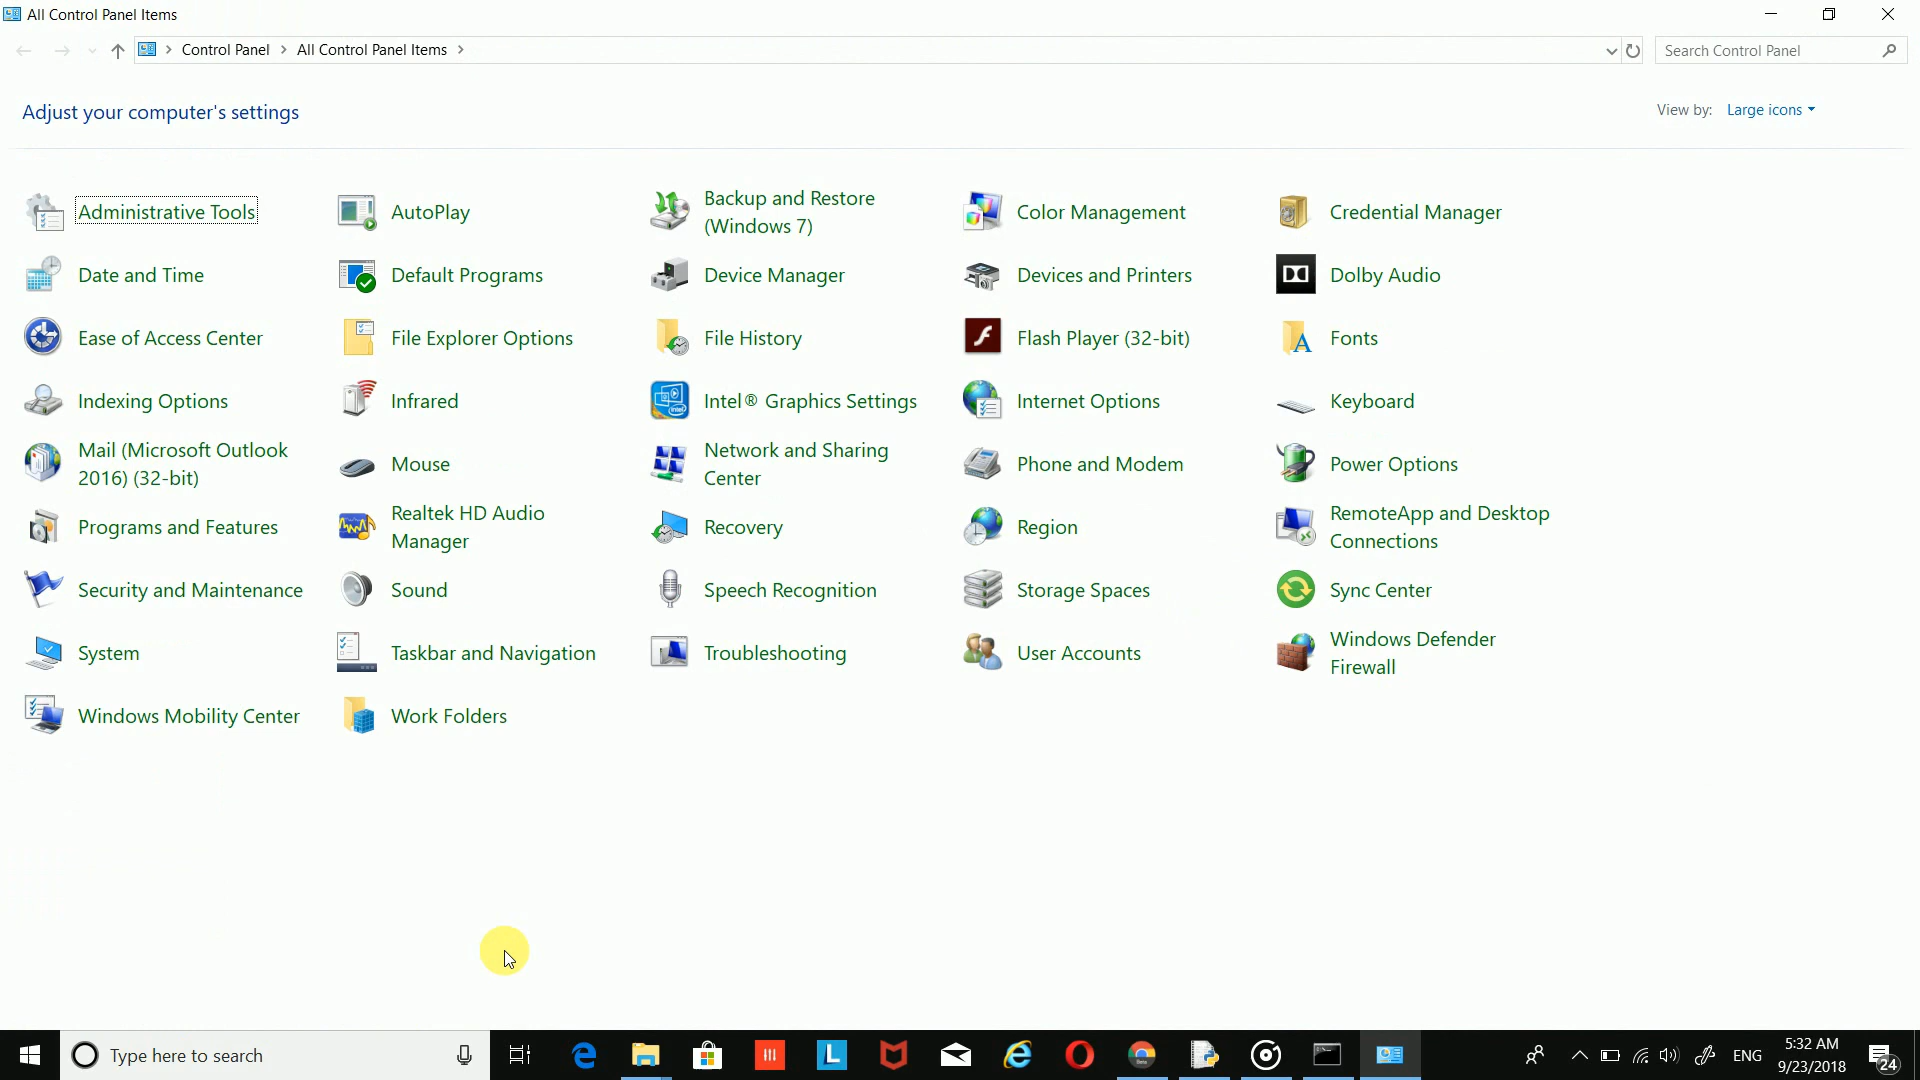 All Control Panel Items
Control Panel > All Control Panel Items >
Search Control Panel
Adjust your computer's settings
View by: Large icons
Administrative Tools
AutoPlay
Backup and Restore
(Windows 7)
Color Management
Credential Manager
Date and Time
Default Programs
Device Manager
Devices and Printers
Dolby Audio
Ease of Access Center
File Explorer Options
File History
Flash Player (32-bit)
Fonts
Indexing Options
Infrared
Intel® Graphics Settings
Internet Options
Keyboard
Mail (Microsoft Outlook
2016) (32-bit)
Mouse
Network and Sharing
Center
Phone and Modem
Power Options
Programs and Features
Realtek HD Audio
Manager
Recovery
Region
RemoteApp and Desktop
Connections
Security and Maintenance
Sound
Speech Recognition
Storage Spaces
Sync Center
System
Taskbar and Navigation
Troubleshooting
User Accounts
Windows Defender
Firewall
Windows Mobility Center
Work Folders
Type here to search
ENG
5:32 AM
9/23/2018
24